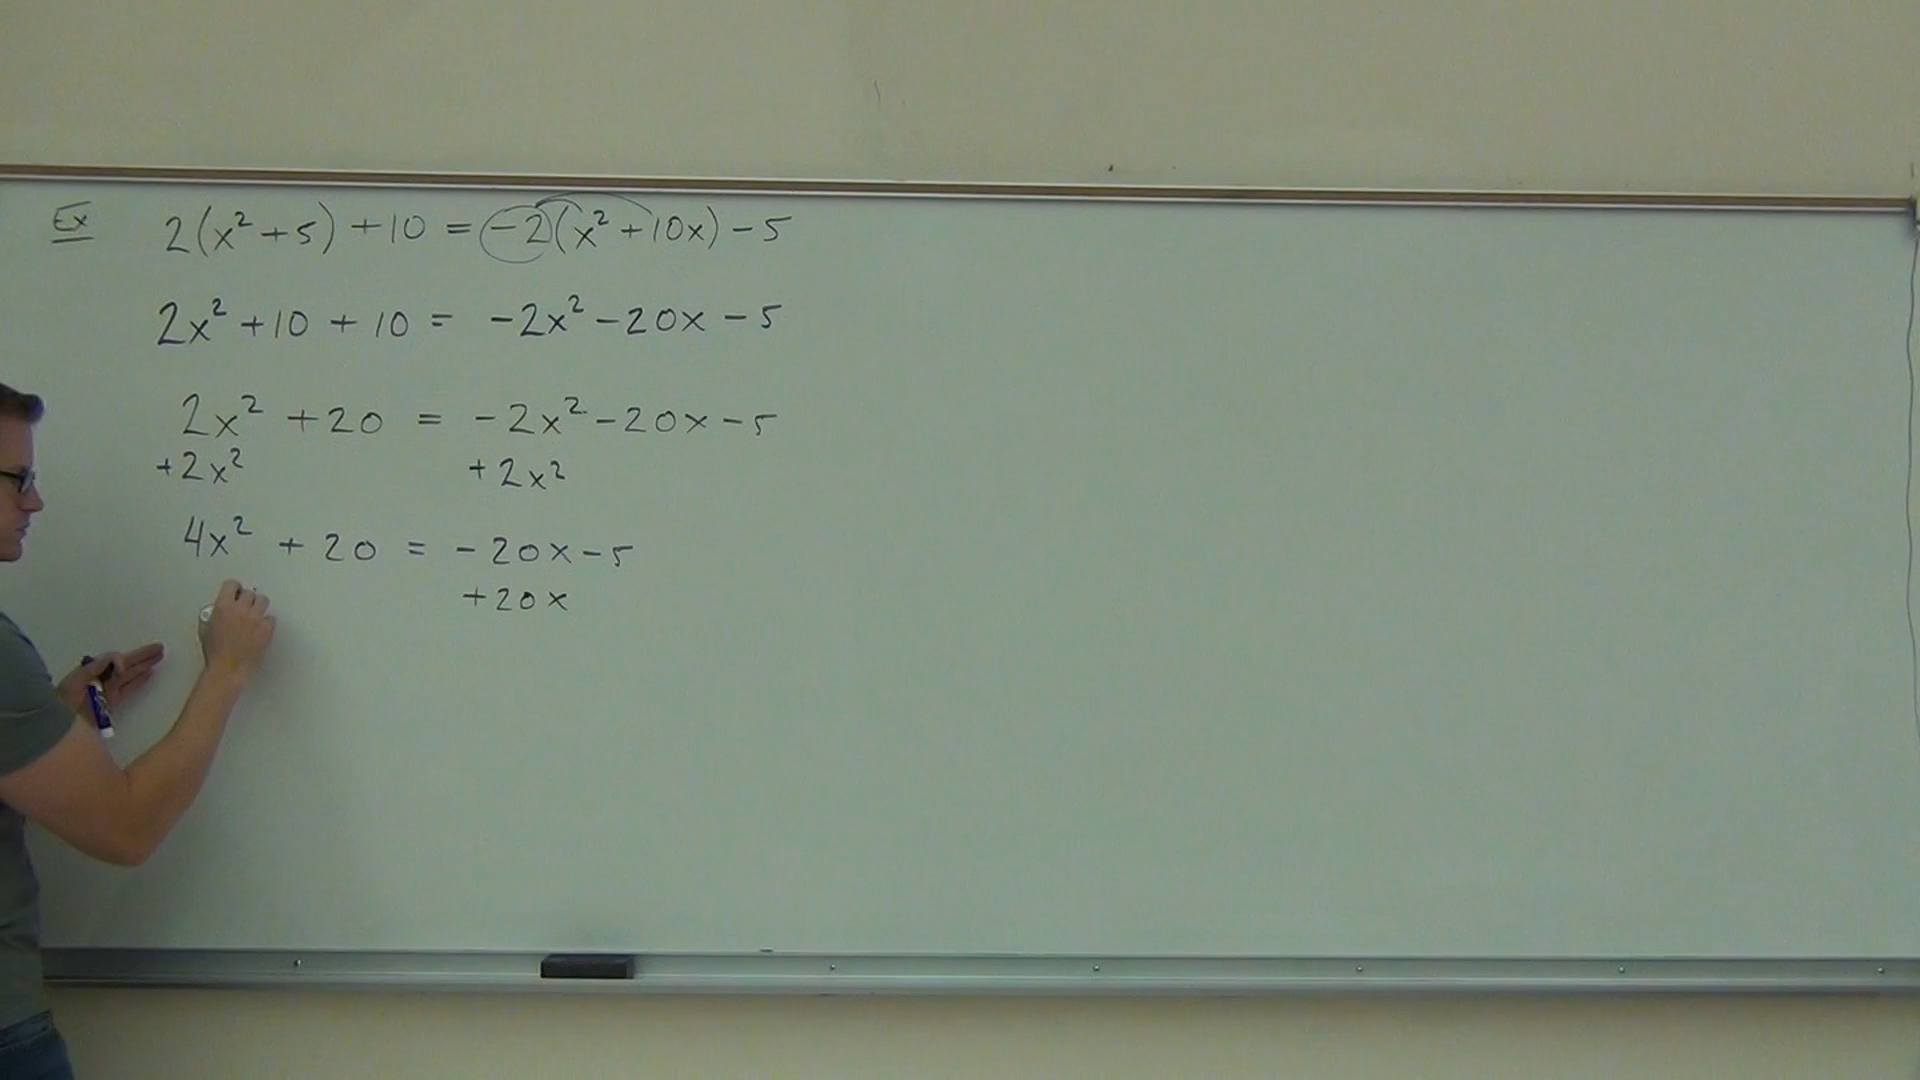 Ex 2(x² + 5) + 10 = -2(x² + 10x) - 5
2x² + 10 + 10 = -2x² - 20x - 5
2x² + 20 = -2x² - 20x - 5
+2x² +2x²
4x² + 20 = -20x - 5
+20x